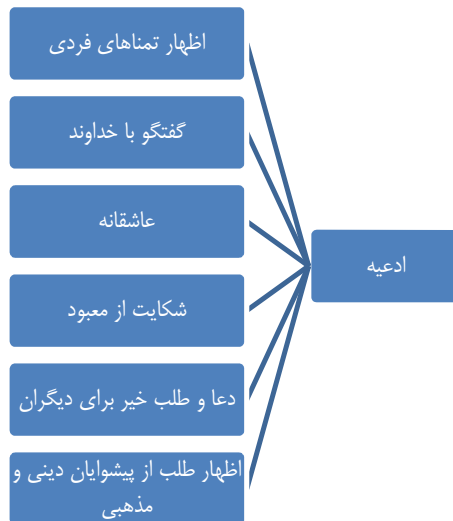 ادعیه
اظهار تمناهای فردی
گفتگو با خداوند
عاشقانه
شکایت از معبود
دعا و طلب خیر برای دیگران
اظهار طلب از پیشوایان دینی و
مذهبی